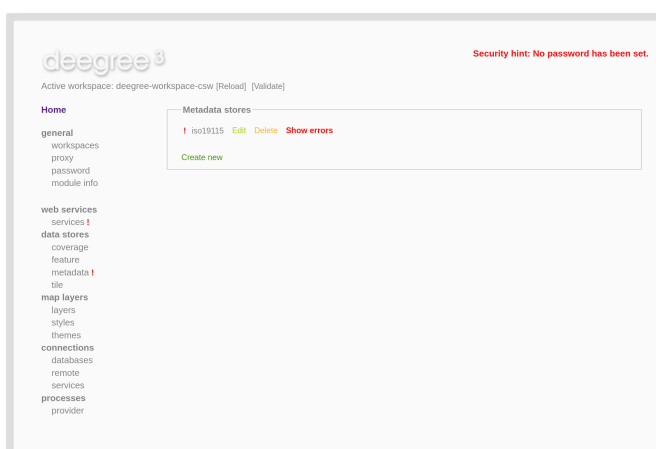 deegree 3
Security hint: No password has been set.
Active workspace: deegree-workspace-csw [Reload] [Validate]
Home
Metadata stores
! iso19115 Edit Delete Show errors
Create new
general
workspaces
proxy
password
module info
web services
services !
data stores
coverage
feature
metadata !
tile
map layers
layers
styles
themes
connections
databases
remote
services
processes
provider